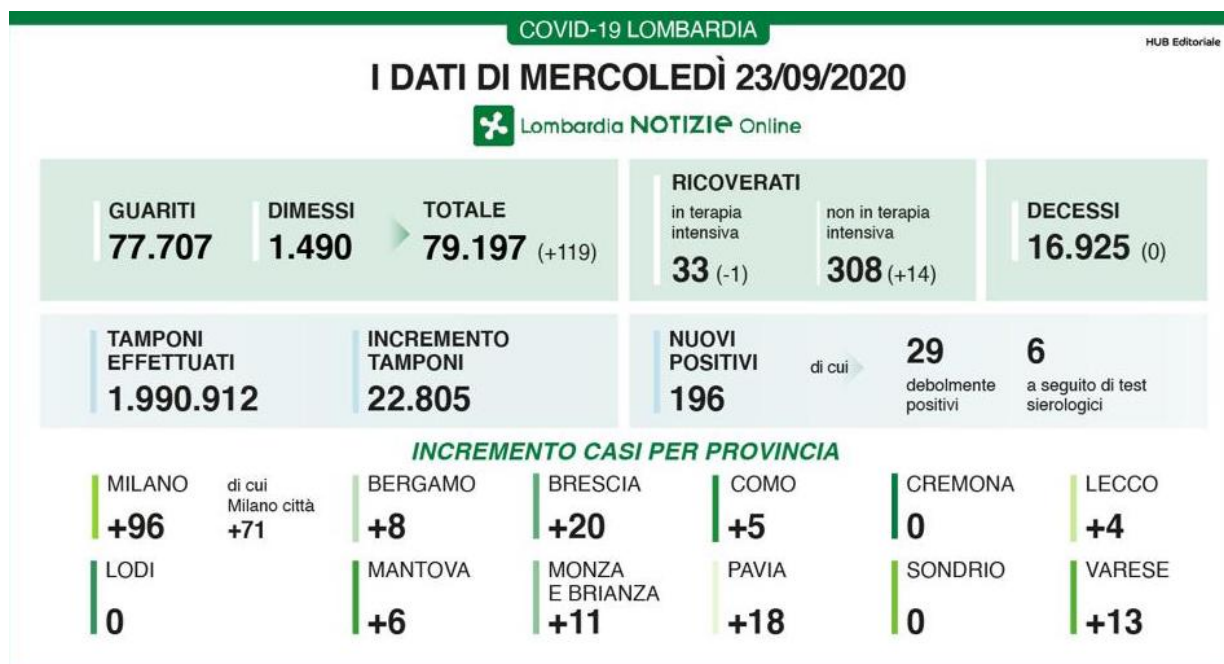 COVID-19 LOMBARDIA
HUB Editoriale
I DATI DI MERCOLEDÌ 23/09/2020
Lombardia NOTIZIE Online
GUARITI
77.707
DIMESSI
1.490
TOTALE
79.197 (+119)
RICOVERATI
in terapia
intensiva
33 (-1)
non in terapia
intensiva
308 (+14)
DECESSI
16.925 (0)
TAMPONI
EFFETTUATI
1.990.912
INCREMENTO
TAMPONI
22.805
NUOVI
POSITIVI
196
di cui
29
debolmente
positivi
6
a seguito di test
sierologici
INCREMENTO CASI PER PROVINCIA
MILANO
+96
di cui
Milano città
+71
BERGAMO
+8
BRESCIA
+20
COMO
+5
CREMONA
0
LECCO
+4
LODI
0
MANTOVA
+6
MONZA
E BRIANZA
+11
PAVIA
+18
SONDRIO
0
VARESE
+13